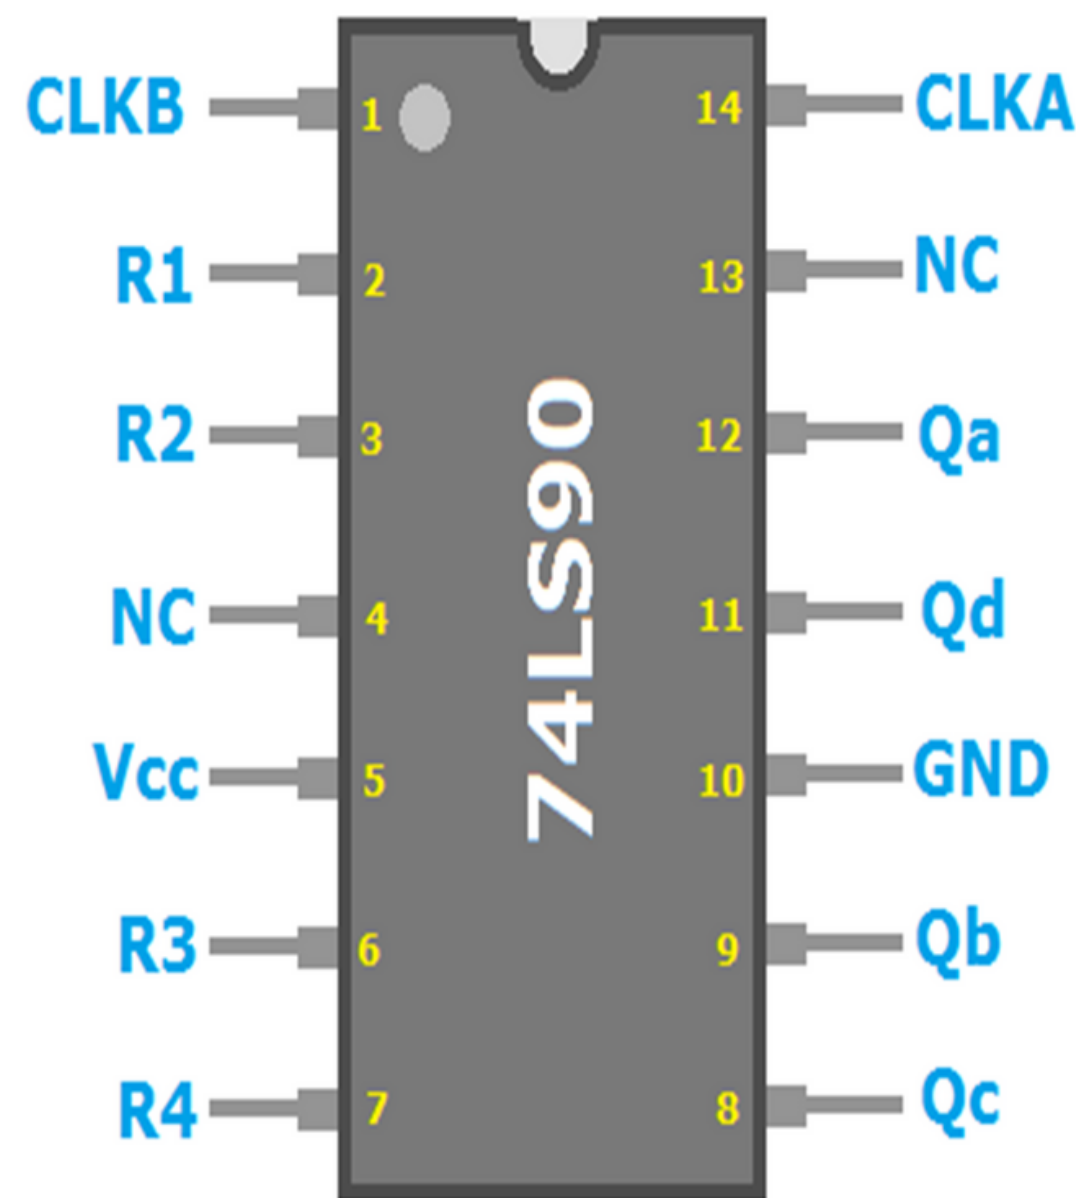 CLKB 1 14 CLKA
R1 2 13 NC
R2 3 12 Qa
NC 4 11 Qd
Vcc 5 10 GND
R3 6 9 Qb
R4 7 8 Qc
74LS90